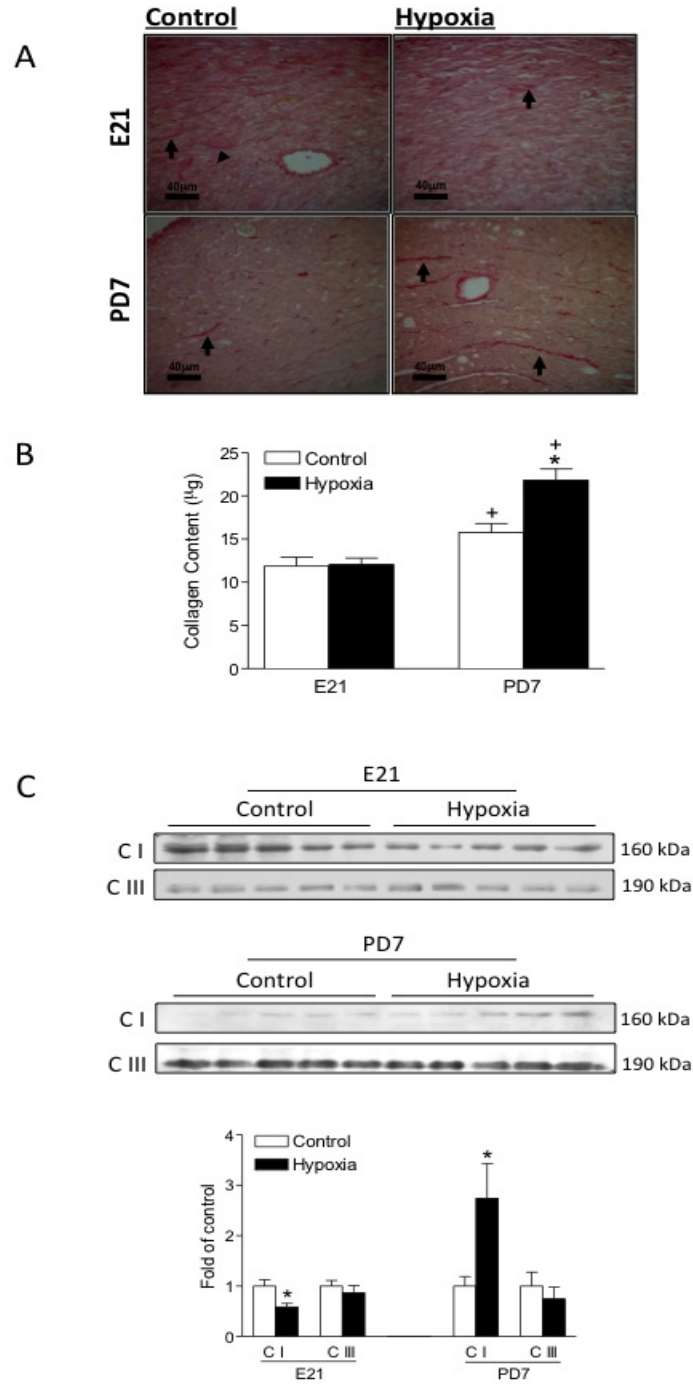 Control Hypoxia
A
E21
40μm 40μm
PD7
40μm 40μm
B
25
20
15
10
5
0
Collagen Content (μg)
Control
Hypoxia
+
+
*
E21 PD7
C
E21
Control Hypoxia
C I 160 kDa
C III 190 kDa
PD7
Control Hypoxia
C I 160 kDa
C III 190 kDa
4
3
2
1
0
Fold of control
Control
Hypoxia
*
*
C I C III C I C III
E21 PD7